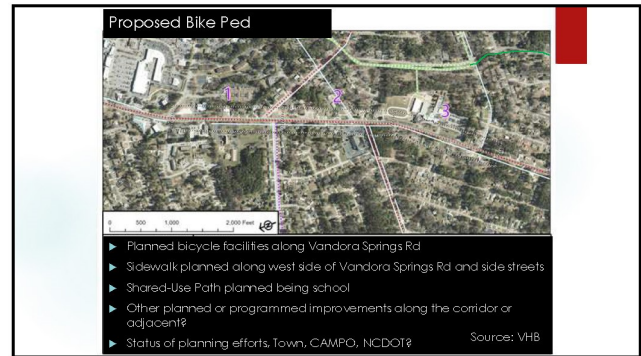 Proposed Bike Ped
1
2
3
0 500 1,000 2,000 Feet
Planned bicycle facilities along Vandora Springs Rd
Sidewalk planned along west side of Vandora Springs Rd and side streets
Shared-Use Path planned being school
Other planned or programmed improvements along the corridor or
adjacent?
Status of planning efforts, Town, CAMPO, NCDOT?
Source: VHB